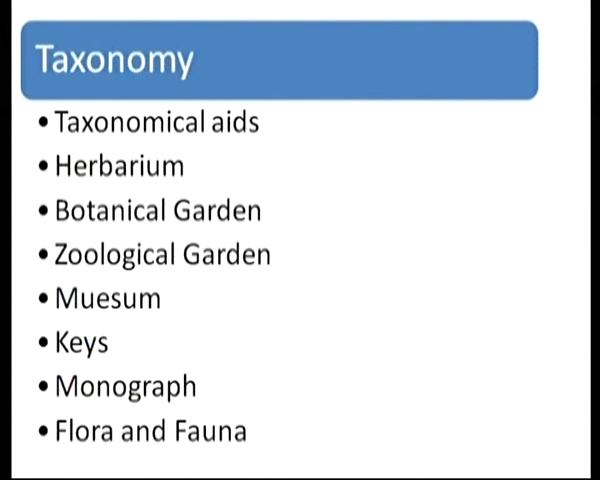 Taxonomy
• Taxonomical aids
• Herbarium
• Botanical Garden
• Zoological Garden
• Muesum
• Keys
• Monograph
• Flora and Fauna